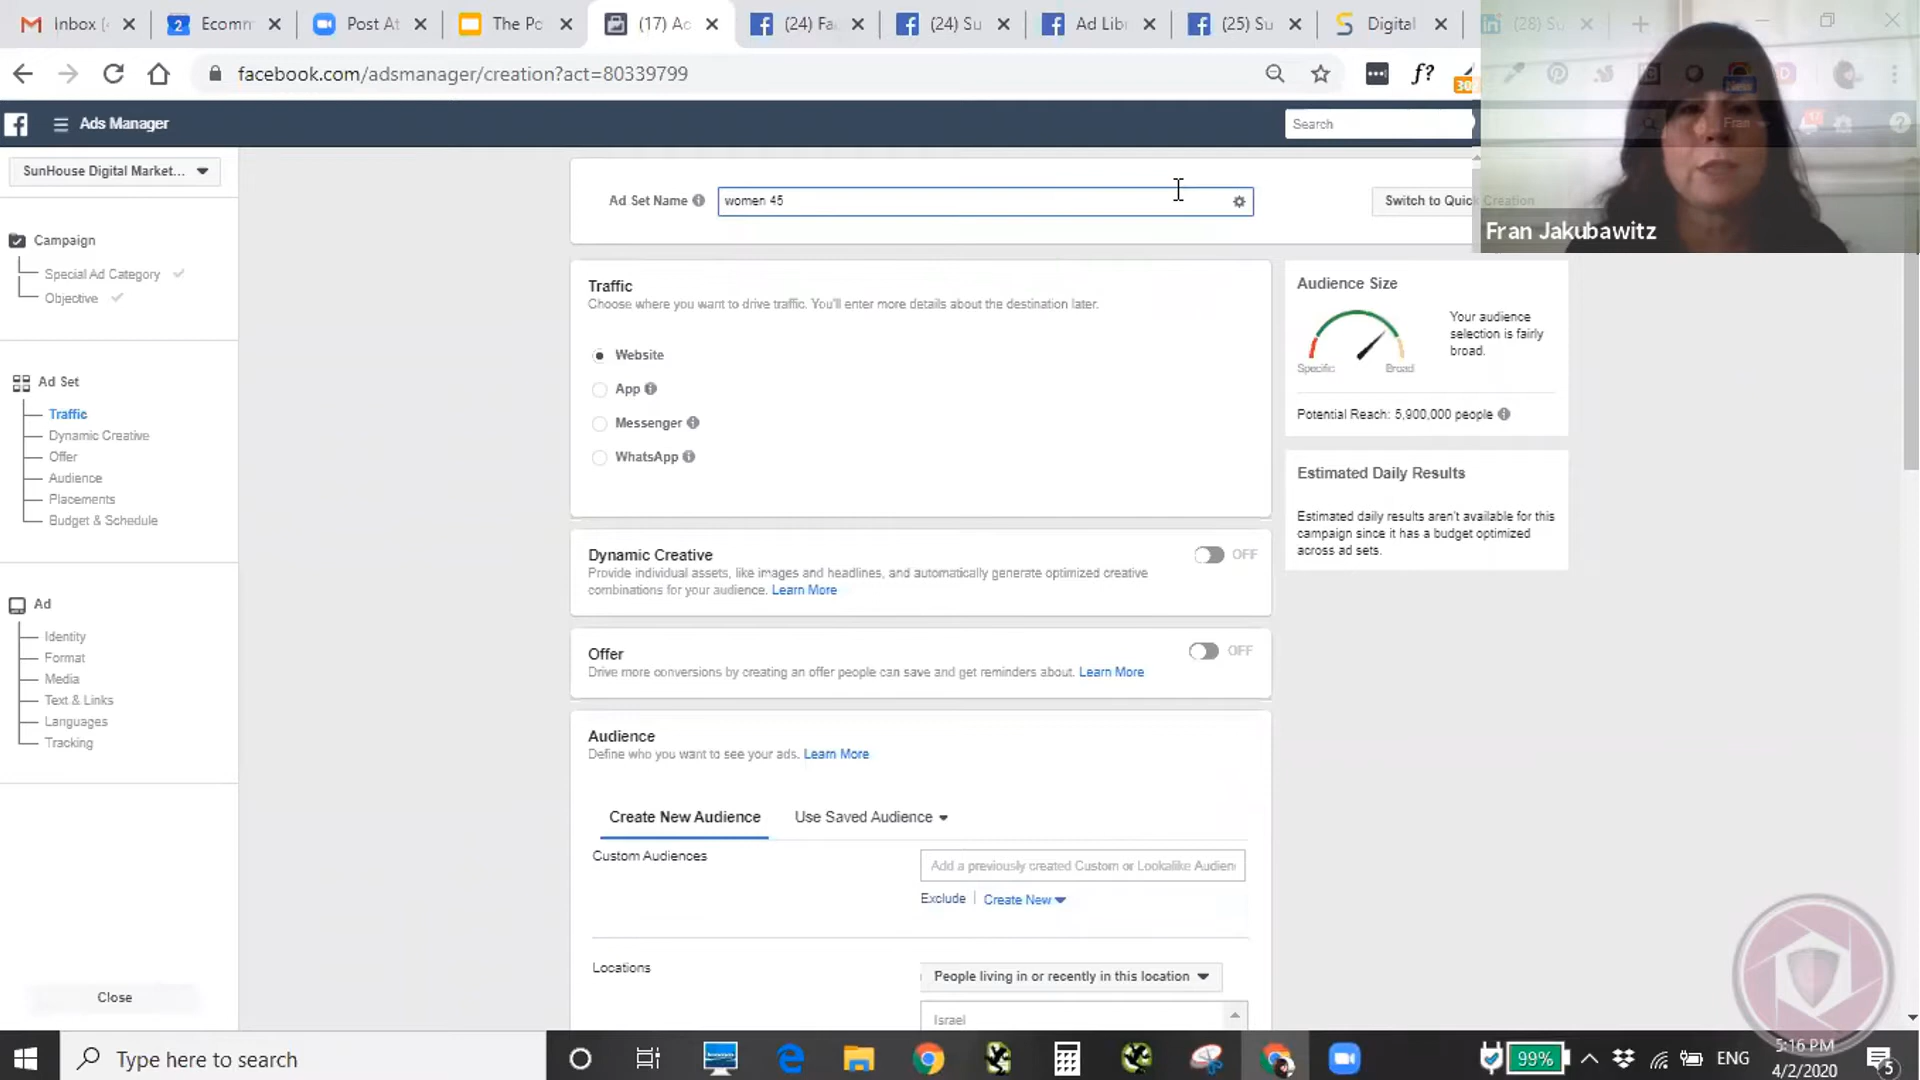 Inbox (
Ecomm
Post At
The Po
(17) Ac
(24) Fa
(24) Su
Ad Lib
(25) Su
Digital
(28) Su
facebook.com/adsmanager/creation?act=80339799
Ads Manager
Search
Fran
SunHouse Digital Market...
Ad Set Name
women 45
Switch to Quick Creation
Fran Jakubawitz
Campaign
Special Ad Category
Objective
Ad Set
Traffic
Dynamic Creative
Offer
Audience
Placements
Budget & Schedule
Ad
Identity
Format
Media
Text & Links
Languages
Tracking
Close
Traffic
Choose where you want to drive traffic. You'll enter more details about the destination later.
Website
App
Messenger
WhatsApp
Dynamic Creative
OFF
Provide individual assets, like images and headlines, and automatically generate optimized creative
combinations for your audience. Learn More
Offer
OFF
Drive more conversions by creating an offer people can save and get reminders about. Learn More
Audience
Define who you want to see your ads. Learn More
Create New Audience
Use Saved Audience
Custom Audiences
Add a previously created Custom or Lookalike Audien
Exclude
Create New
Locations
People living in or recently in this location
Israel
Audience Size
Specific
Broad
Your audience
selection is fairly
broad.
Potential Reach: 5,900,000 people
Estimated Daily Results
Estimated daily results aren't available for this
campaign since it has a budget optimized
across ad sets.
Type here to search
99%
ENG
5:16 PM
4/2/2020
5